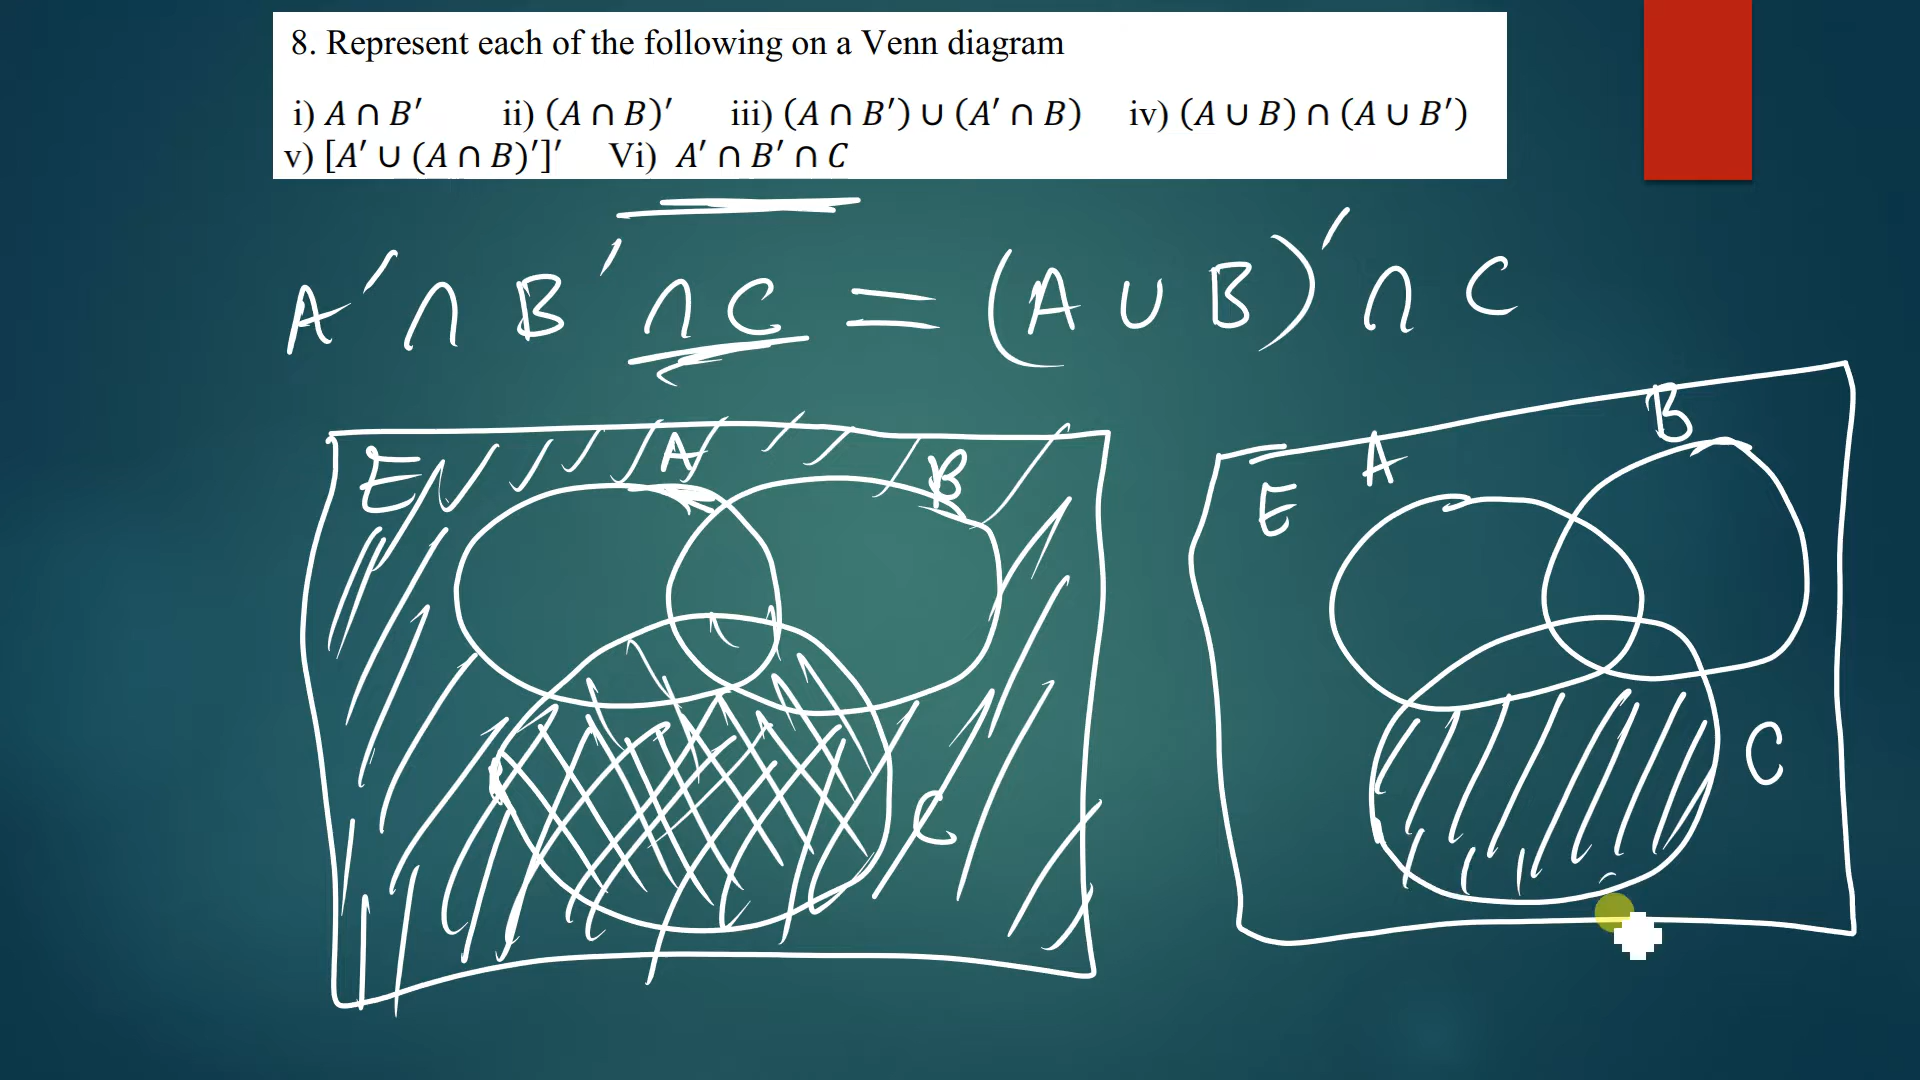 8. Represent each of the following on a Venn diagram
i) A ∩ B′ ii) (A ∩ B)′ iii) (A ∩ B′) ∪ (A′ ∩ B) iv) (A ∪ B) ∩ (A ∪ B′)
v) [A′ ∪ (A ∩ B)′]′ Vi) A′ ∩ B′ ∩ C
A′ ∩ B′ ∩ C = (A ∪ B)′ ∩ C
E A B
C
E A B
C